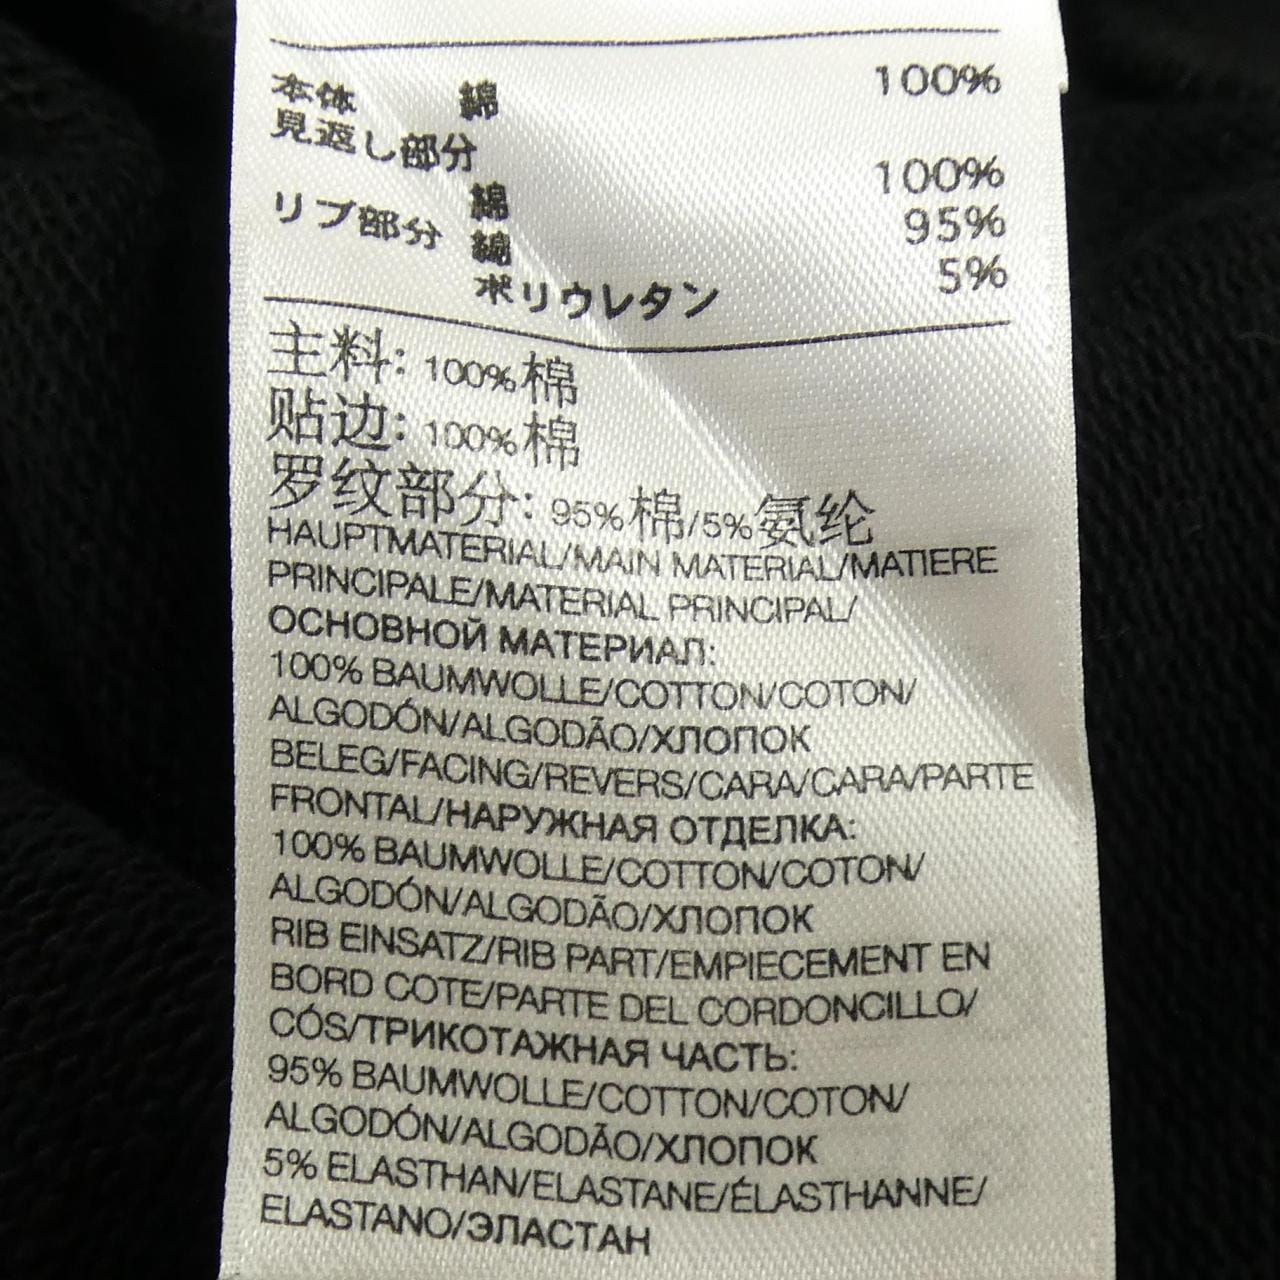 本体 綿 100%
見返し部分
綿 100%
リブ部分 綿 95%
ポリウレタン 5%
主料: 100%棉
贴边: 100%棉
罗纹部分: 95%棉/5%氨纶
HAUPTMATERIAL/MAIN MATERIAL/MATIERE
PRINCIPALE/MATERIAL PRINCIPAL/
ОСНОВНОЙ МАТЕРИАЛ:
100% BAUMWOLLE/COTTON/COTON/
ALGODÓN/ALGODÃO/ХЛОПОК
BELEG/FACING/REVERS/CARA/CARA/PARTE
FRONTAL/НАРУЖНАЯ ОТДЕЛКА:
100% BAUMWOLLE/COTTON/COTON/
ALGODÓN/ALGODÃO/ХЛОПОК
RIB EINSATZ/RIB PART/EMPIECEMENT EN
BORD COTE/PARTE DEL CORDONCILLO/
CÓS/ТРИКОТАЖНАЯ ЧАСТЬ:
95% BAUMWOLLE/COTTON/COTON/
ALGODÓN/ALGODÃO/ХЛОПОК
5% ELASTHAN/ELASTANE/ÉLASTHANNE/
ELASTANO/ЭЛАСТАН